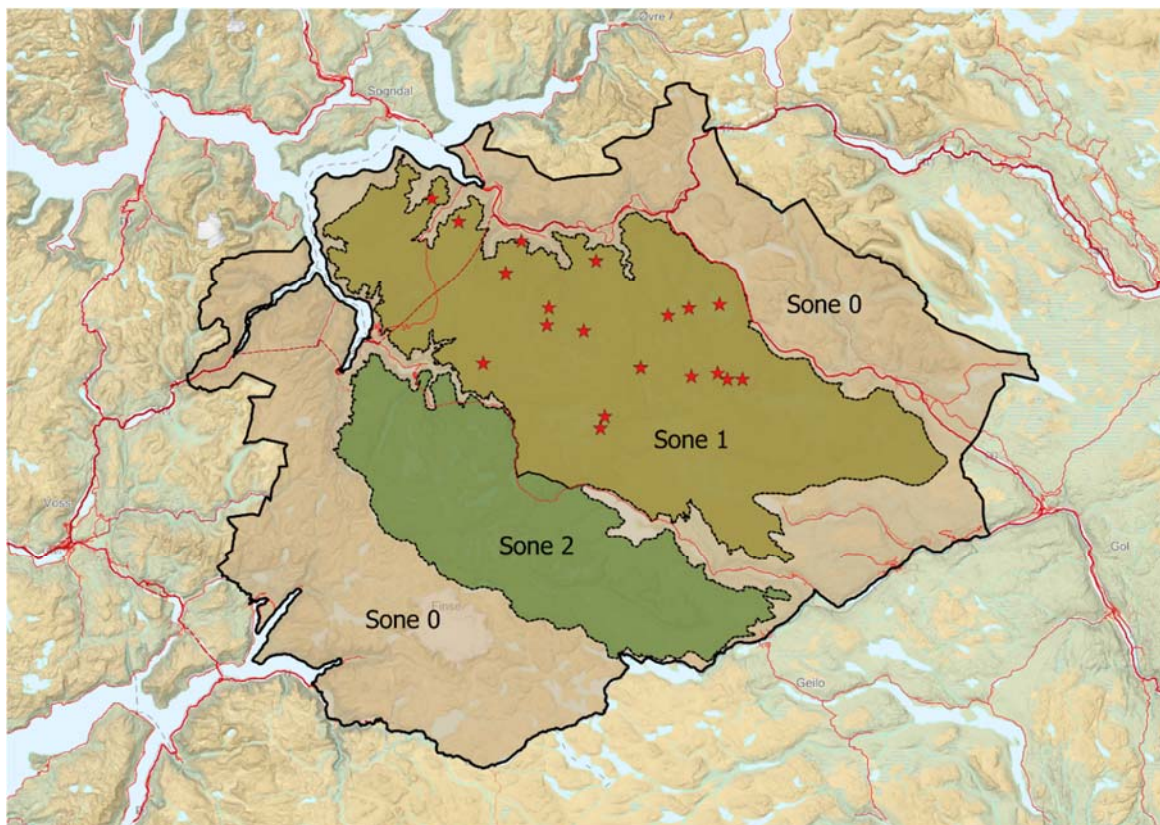 Øvre /
Sogndal
Sone 0
Sone 1
Voss
Sone 2
Gol
Finse
Sone 0
Geilo